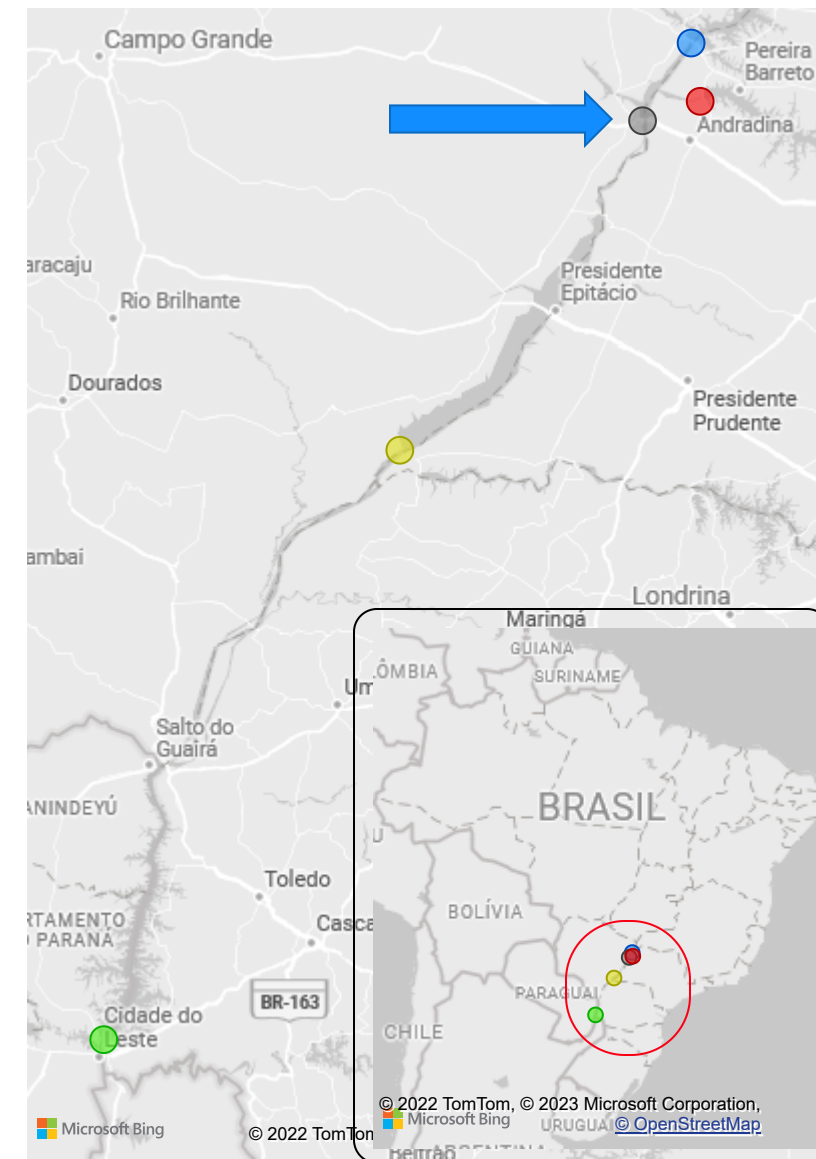 Campo Grande
Pereira
Barreto
Andradina
aracaju
Presidente
Epitácio
Rio Brilhante
Dourados
Presidente
Prudente
ambai
Londrina
Maringá
GUIANA
ÔMBIA
SURINAME
Um
Salto do
Guairá
ANINDEYÚ
BRASIL
U
Toledo
BOLÍVIA
RTAMENTO
O PARANÁ
Casca
PARAGUAI
BR-163
Cidade do
Leste
CHILE
© 2022 TomTom, © 2023 Microsoft Corporation,
Microsoft Bing
URUGUAI
© OpenStreetMap
Microsoft Bing
© 2022 TomTom
Beltrão
ARGENTINA